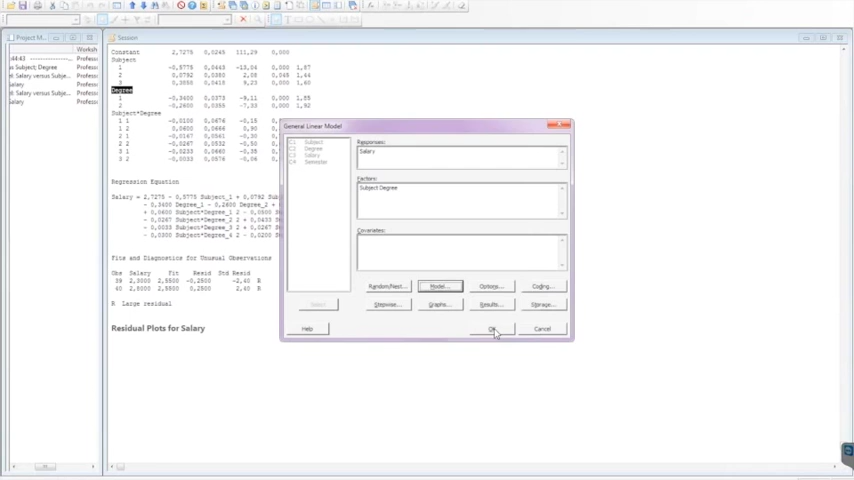 Project M...
Session
Worksh
:44:43
Profess
s Subject; Degree
Profess
Salary versus Subje...
Profess
Salary
Profess
Salary versus Subje...
Profess
Salary
Profess
Constant 2,7275 0,0245 111,29 0,000
Subject
1 -0,5775 0,0443 -13,04 0,000 1,87
2 0,0792 0,0380 2,08 0,045 1,44
3 9,23 0,000 1,60
Degree
1 -0,3400 0,0373 -9,11 0,000 1,85
2 -0,2600 0,0355 -7,33 0,000 1,92
Subject*Degree
1 1 -0,0100 0,0676 -0,15
1 2 0,0600 0,0666 0,90
2 1 -0,0167 0,0561 -0,30
2 2 -0,0267 0,0532 -0,50
3 1 -0,0233 0,0660 -0,35
3 2 -0,0033 0,0576 -0,06
Regression Equation
Salary = 2,7275 - 0,5775 Subject_1 + 0,0792 Sub
- 0,3400 Degree_1 - 0,2600 Degree_2 +
+ 0,0600 Subject*Degree_1 2 - 0,0500
- 0,0267 Subject*Degree_2 2 + 0,0433
- 0,0033 Subject*Degree_3 2 + 0,0267
- 0,0300 Subject*Degree_4 2 - 0,0200
Fits and Diagnostics for Unusual Observations
Obs Salary Fit Resid Std Resid
39 2,3000 2,5500 -0,2500 -2,40 R
40 2,8000 2,5500 0,2500 2,40 R
R Large residual
Residual Plots for Salary
General Linear Model
C1 Subject
C2 Degree
C3 Salary
C4 Semester
Responses:
Salary
Factors:
Subject Degree
Covariates:
Random/Nest...
Model...
Options...
Coding...
Select
Stepwise...
Graphs...
Results...
Storage...
Help
OK
Cancel